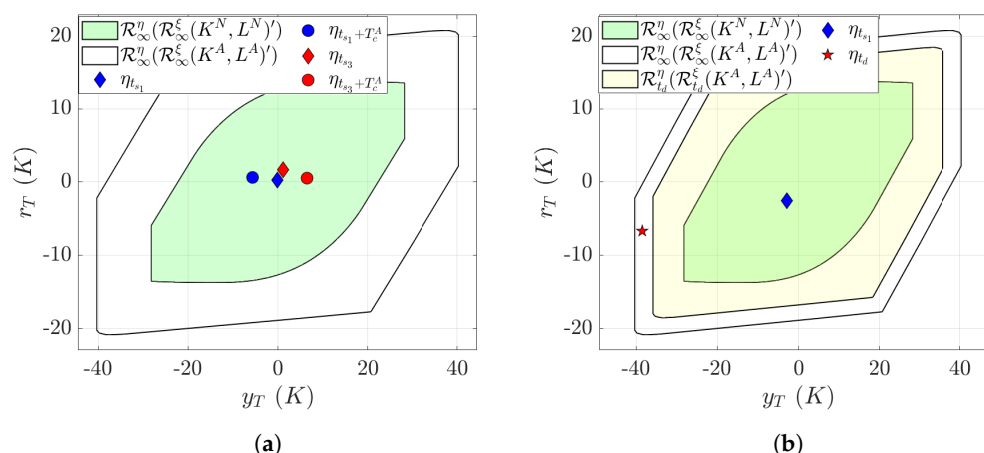 20
10
0
-10
-20
r_T (K)
-40 -20 0 20 40
y_T (K)
ℛ^η_∞(ℛ^ξ_∞(K^N, L^N)′) η_{t_{s_1}+T_c^A}
ℛ^η_∞(ℛ^ξ_∞(K^A, L^A)′) η_{t_{s_3}}
η_{t_{s_1}} η_{t_{s_3}+T_c^A}
(a)
20
10
0
-10
-20
r_T (K)
-40 -20 0 20 40
y_T (K)
ℛ^η_∞(ℛ^ξ_∞(K^N, L^N)′) η_{t_{s_1}}
ℛ^η_∞(ℛ^ξ_∞(K^A, L^A)′) η_{t_d}
ℛ^η_{t_d}(ℛ^ξ_{t_d}(K^A, L^A)′)
(b)